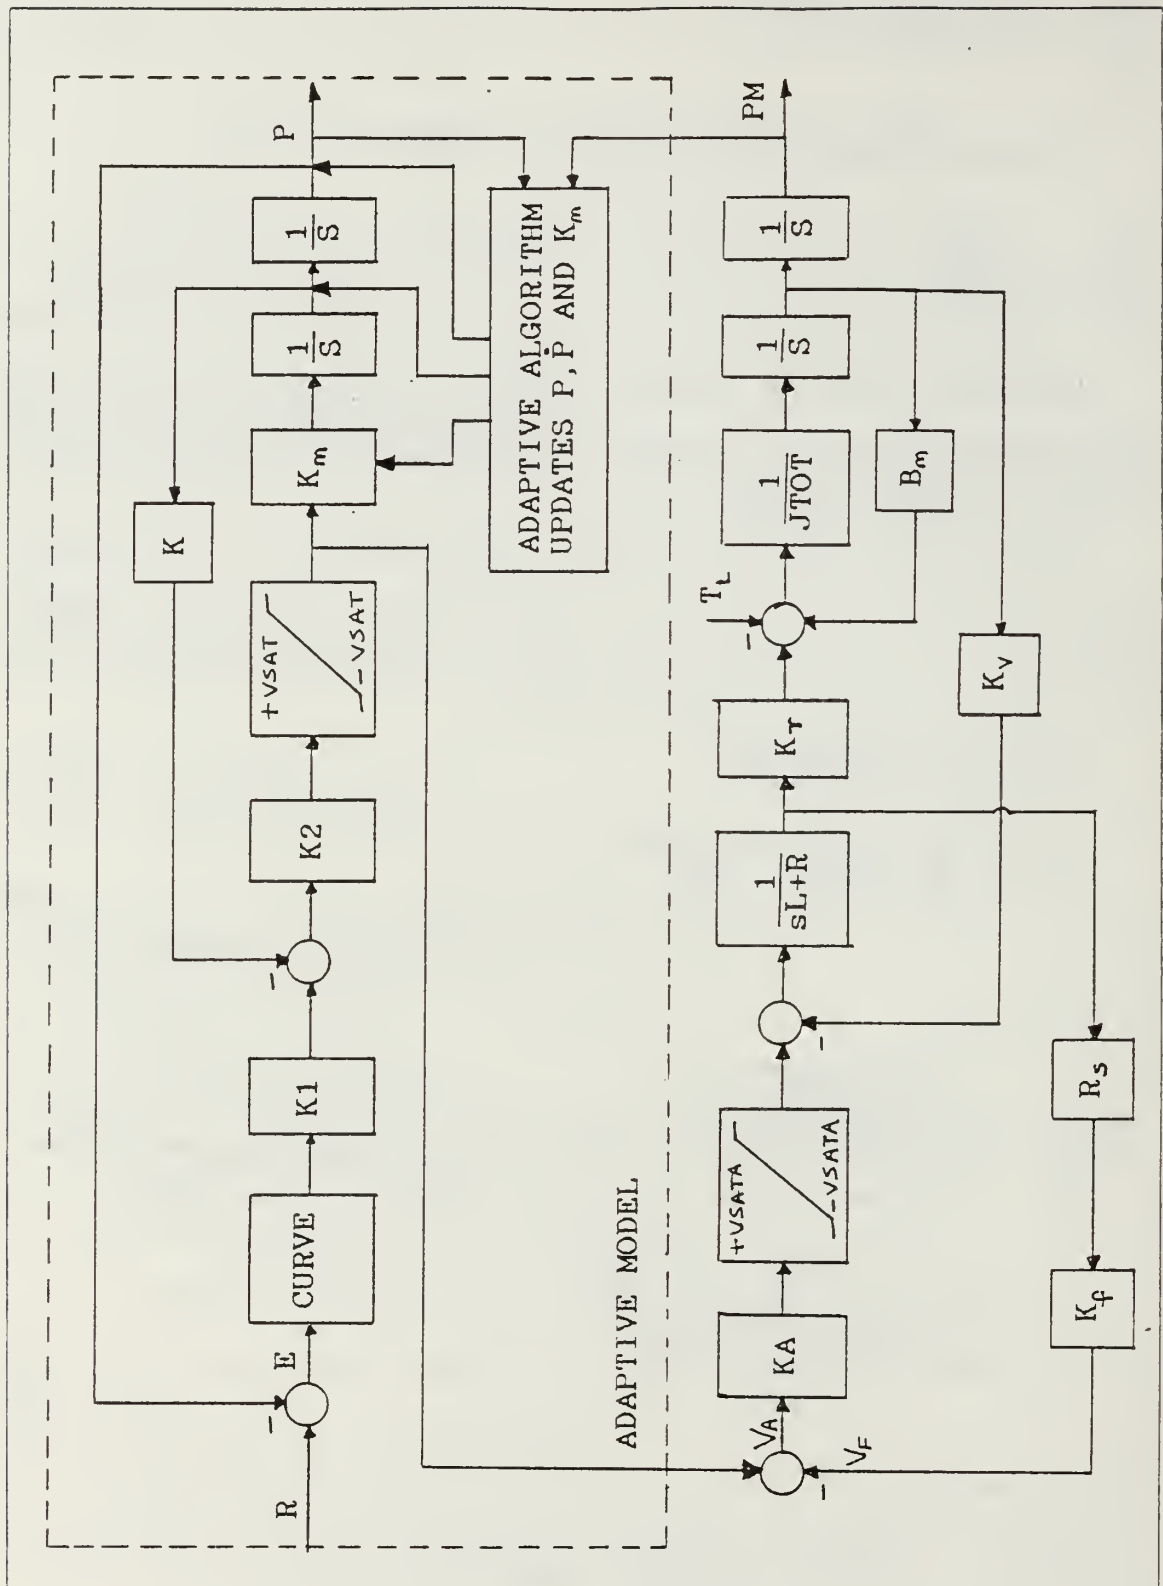 R
-
E
CURVE
K1
-
K2
+VSAT
-VSAT
K
Km
1
S
1
S
P
ADAPTIVE ALGORITHM
UPDATES P, Ṗ AND Km
ADAPTIVE MODEL
VA
-
VF
KA
+VSATA
-VSATA
-
1
sL+R
KT
TL
-
1
JTOT
1
S
1
S
PM
Bm
Kv
Rs
Kf